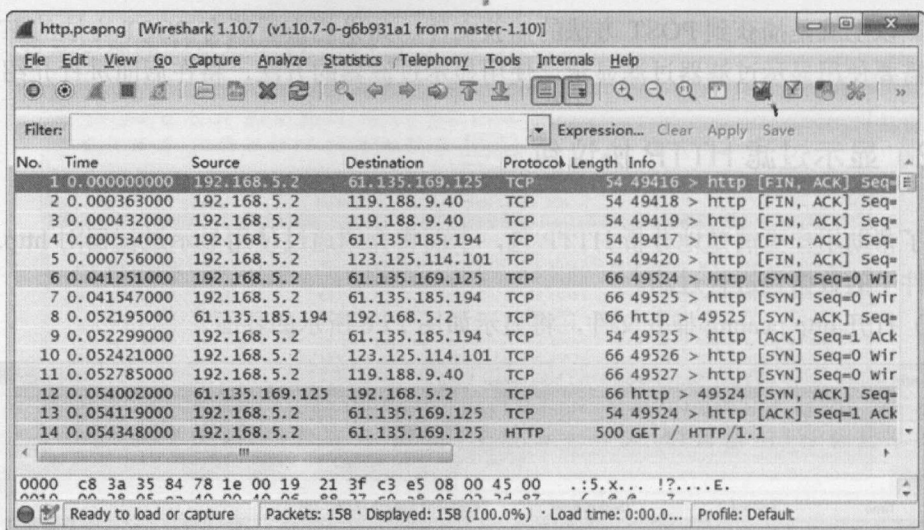 http.pcapng [Wireshark 1.10.7 (v1.10.7-0-g6b931a1 from master-1.10)]
File Edit View Go Capture Analyze Statistics Telephony Tools Internals Help
Filter: Expression... Clear Apply Save
No. Time Source Destination Protocol Length Info
1 0.000000000 192.168.5.2 61.135.169.125 TCP 54 49416 > http [FIN, ACK] Seq=
2 0.000363000 192.168.5.2 119.188.9.40 TCP 54 49418 > http [FIN, ACK] Seq=
3 0.000432000 192.168.5.2 119.188.9.40 TCP 54 49419 > http [FIN, ACK] Seq=
4 0.000534000 192.168.5.2 61.135.185.194 TCP 54 49417 > http [FIN, ACK] Seq=
5 0.000756000 192.168.5.2 123.125.114.101 TCP 54 49420 > http [FIN, ACK] Seq=
6 0.041251000 192.168.5.2 61.135.169.125 TCP 66 49524 > http [SYN] Seq=0 Wir
7 0.041547000 192.168.5.2 61.135.185.194 TCP 66 49525 > http [SYN] Seq=0 Wir
8 0.052195000 61.135.185.194 192.168.5.2 TCP 66 http > 49525 [SYN, ACK] Seq=
9 0.052299000 192.168.5.2 61.135.185.194 TCP 54 49525 > http [ACK] Seq=1 Ack
10 0.052421000 192.168.5.2 123.125.114.101 TCP 66 49526 > http [SYN] Seq=0 Wir
11 0.052785000 192.168.5.2 119.188.9.40 TCP 66 49527 > http [SYN] Seq=0 Wir
12 0.054002000 61.135.169.125 192.168.5.2 TCP 66 http > 49524 [SYN, ACK] Seq=
13 0.054119000 192.168.5.2 61.135.169.125 TCP 54 49524 > http [ACK] Seq=1 Ack
14 0.054348000 192.168.5.2 61.135.169.125 HTTP 500 GET / HTTP/1.1
0000 c8 3a 35 84 78 1e 00 19 21 3f c3 e5 08 00 45 00 .:5.x... !?....E.
Ready to load or capture Packets: 158 · Displayed: 158 (100.0%) · Load time: 0:00.0... Profile: Default